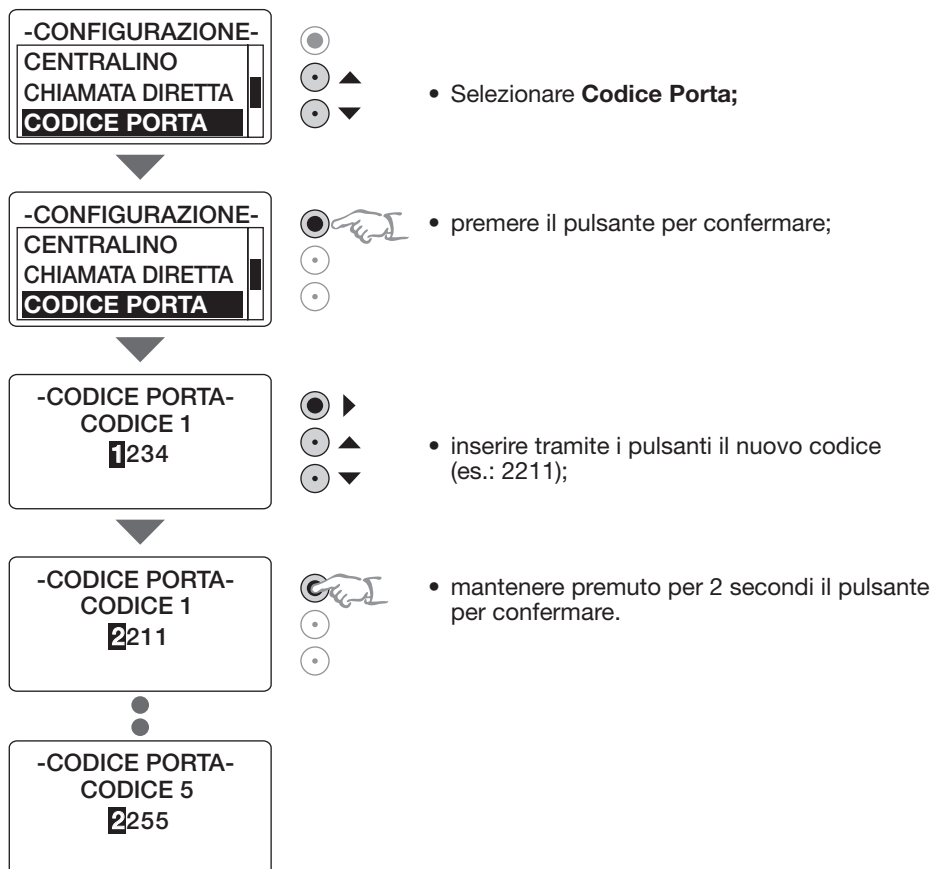 -CONFIGURAZIONE-
CENTRALINO
CHIAMATA DIRETTA
CODICE PORTA
• Selezionare Codice Porta;
-CONFIGURAZIONE-
CENTRALINO
CHIAMATA DIRETTA
CODICE PORTA
• premere il pulsante per confermare;
-CODICE PORTA-
CODICE 1
1234
• inserire tramite i pulsanti il nuovo codice
(es.: 2211);
-CODICE PORTA-
CODICE 1
2211
• mantenere premuto per 2 secondi il pulsante
per confermare.
-CODICE PORTA-
CODICE 5
2255